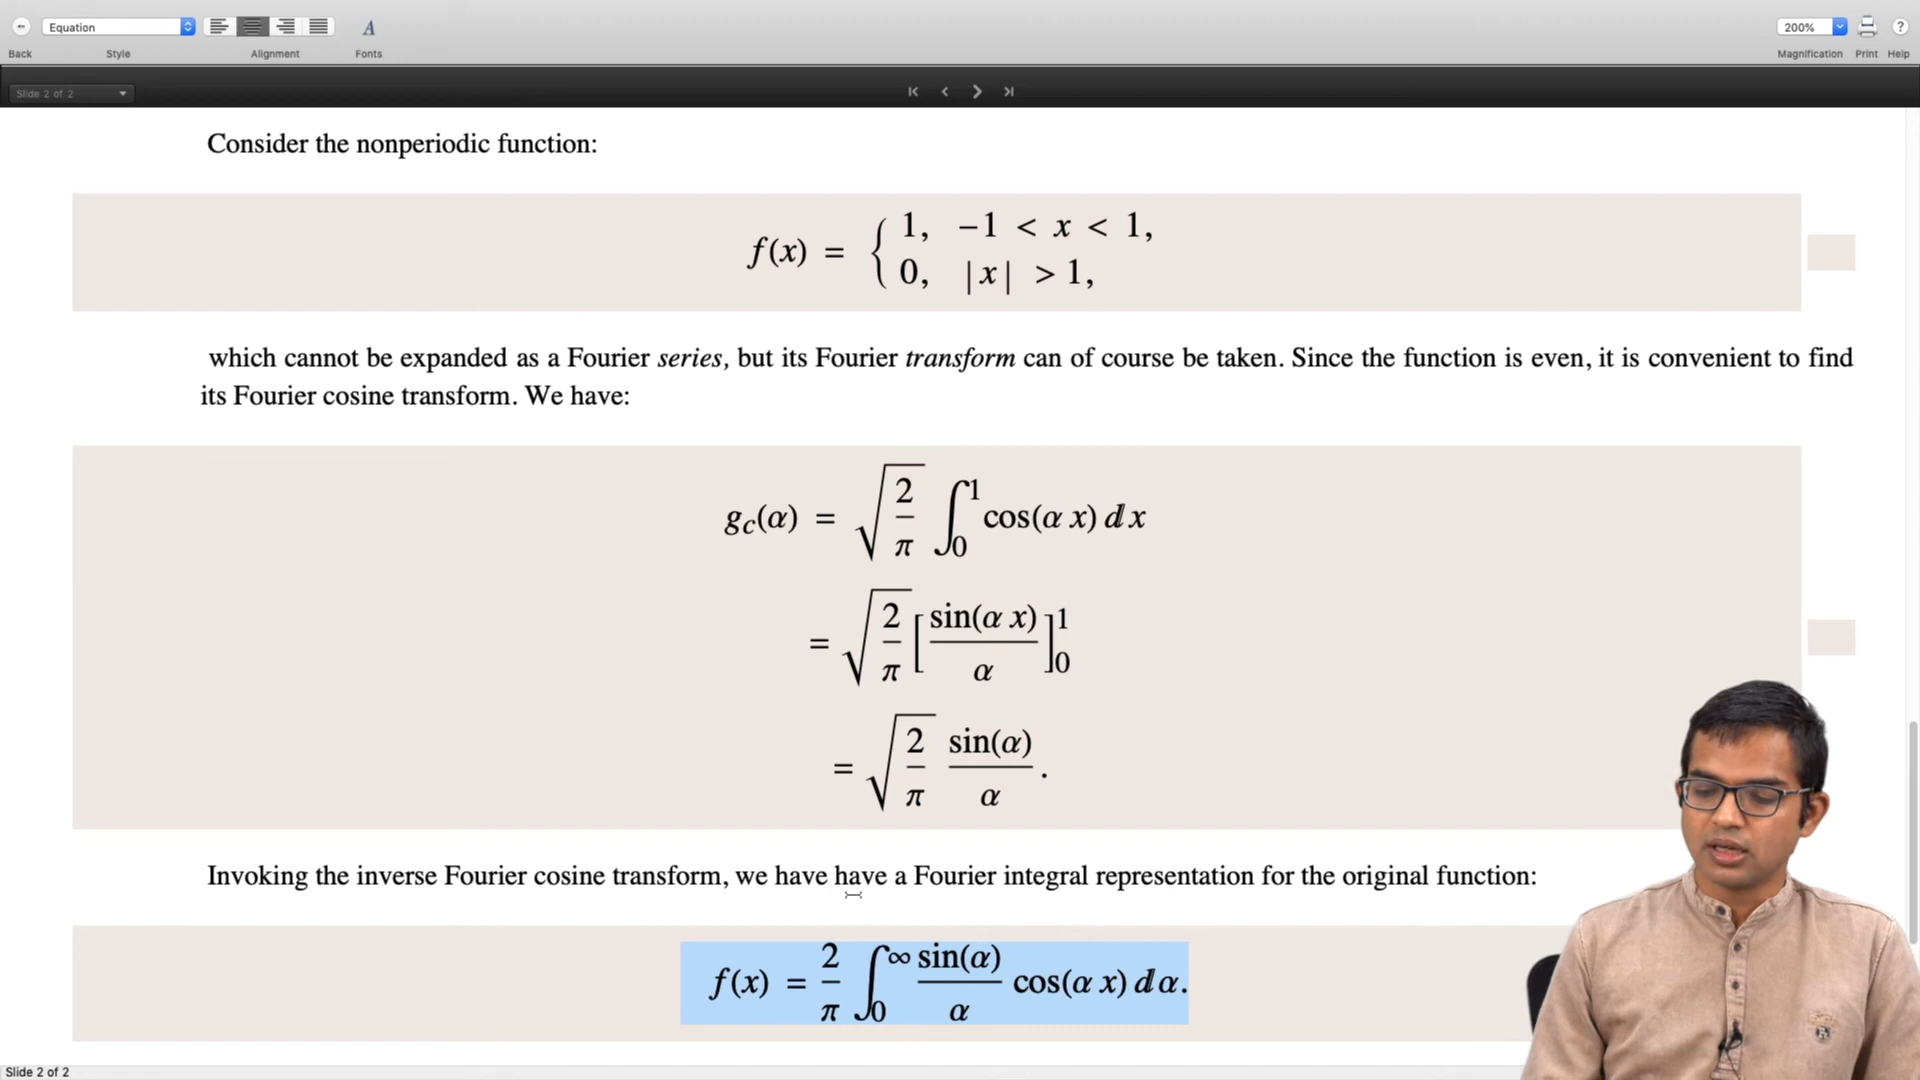 Equation
200%
Back Style Alignment Fonts Magnification Print Help
Slide 2 of 2
Consider the nonperiodic function:
f(x) = { 1, −1 < x < 1,
0, |x| > 1,
which cannot be expanded as a Fourier series, but its Fourier transform can of course be taken. Since the function is even, it is convenient to find
its Fourier cosine transform. We have:
g_c(α) = √(2/π) ∫_0^1 cos(α x) ⅆx
= √(2/π) [sin(α x)/α]_0^1
= √(2/π) sin(α)/α .
Invoking the inverse Fourier cosine transform, we have have a Fourier integral representation for the original function:
f(x) = 2/π ∫_0^∞ sin(α)/α cos(α x) ⅆα.
Slide 2 of 2